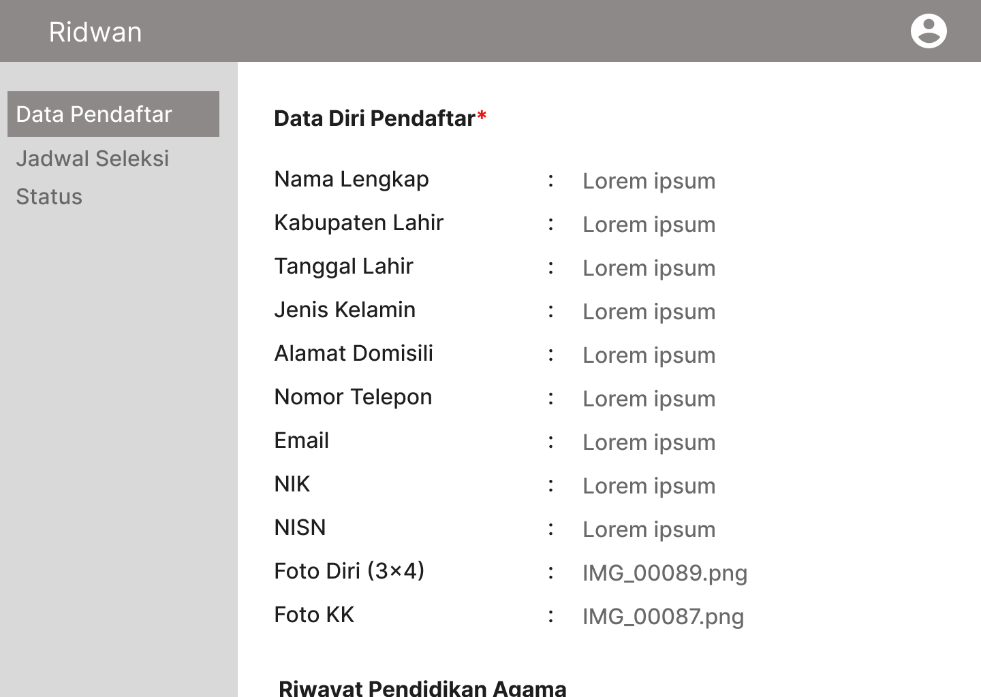 Ridwan
Data Pendaftar
Jadwal Seleksi
Status
Data Diri Pendaftar*
Nama Lengkap : Lorem ipsum
Kabupaten Lahir : Lorem ipsum
Tanggal Lahir : Lorem ipsum
Jenis Kelamin : Lorem ipsum
Alamat Domisili : Lorem ipsum
Nomor Telepon : Lorem ipsum
Email : Lorem ipsum
NIK : Lorem ipsum
NISN : Lorem ipsum
Foto Diri (3×4) : IMG_00089.png
Foto KK : IMG_00087.png
Riwayat Pendidikan Agama